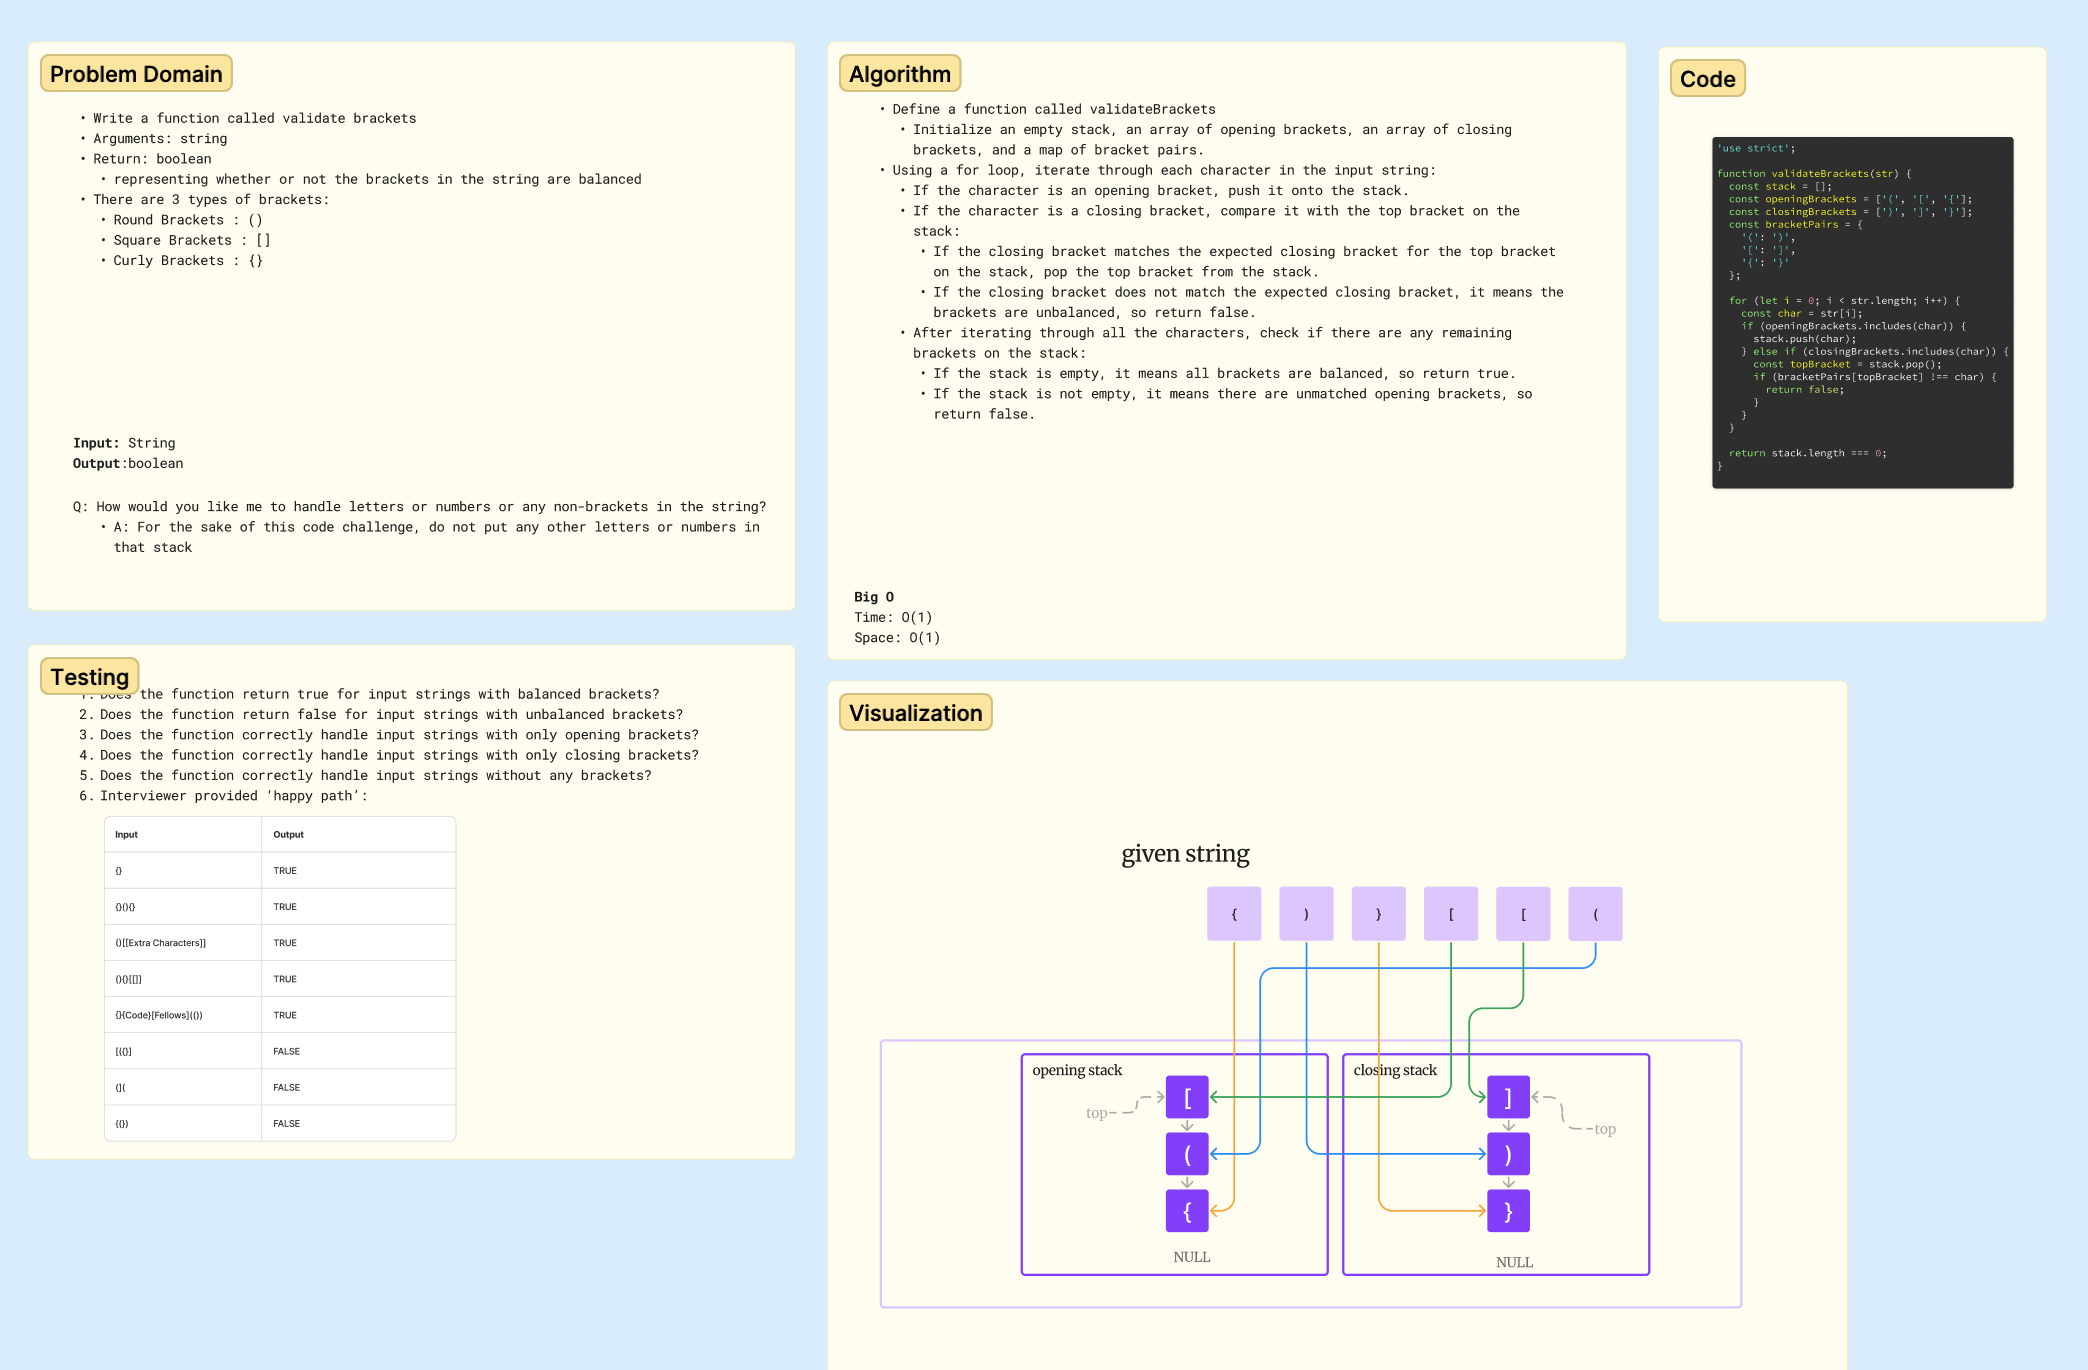 Problem Domain
• Write a function called validate brackets
• Arguments: string
• Return: boolean
• representing whether or not the brackets in the string are balanced
• There are 3 types of brackets:
• Round Brackets : ()
• Square Brackets : []
• Curly Brackets : {}
Input: String
Output:boolean
Q: How would you like me to handle letters or numbers or any non-brackets in the string?
• A: For the sake of this code challenge, do not put any other letters or numbers in
that stack
Algorithm
• Define a function called validateBrackets
• Initialize an empty stack, an array of opening brackets, an array of closing
brackets, and a map of bracket pairs.
• Using a for loop, iterate through each character in the input string:
• If the character is an opening bracket, push it onto the stack.
• If the character is a closing bracket, compare it with the top bracket on the
stack:
• If the closing bracket matches the expected closing bracket for the top bracket
on the stack, pop the top bracket from the stack.
• If the closing bracket does not match the expected closing bracket, it means the
brackets are unbalanced, so return false.
• After iterating through all the characters, check if there are any remaining
brackets on the stack:
• If the stack is empty, it means all brackets are balanced, so return true.
• If the stack is not empty, it means there are unmatched opening brackets, so
return false.
Big O
Time: O(1)
Space: O(1)
Code
'use strict';
function validateBrackets(str) {
const stack = [];
const openingBrackets = ['(', '[', '{'];
const closingBrackets = [')', ']', '}'];
const bracketPairs = {
'(': ')',
'[': ']',
'{': '}'
};
for (let i = 0; i < str.length; i++) {
const char = str[i];
if (openingBrackets.includes(char)) {
stack.push(char);
} else if (closingBrackets.includes(char)) {
const topBracket = stack.pop();
if (bracketPairs[topBracket] !== char) {
return false;
}
}
}
return stack.length === 0;
}
Testing
1. Does the function return true for input strings with balanced brackets?
2. Does the function return false for input strings with unbalanced brackets?
3. Does the function correctly handle input strings with only opening brackets?
4. Does the function correctly handle input strings with only closing brackets?
5. Does the function correctly handle input strings without any brackets?
6. Interviewer provided ‘happy path’:
Input Output
{} TRUE
{}(){} TRUE
()[[Extra Characters]] TRUE
(){}[[]] TRUE
{}{Code}[Fellows](()) TRUE
[({}] FALSE
(]( FALSE
{(}) FALSE
Visualization
given string
{ ) } [ [ (
opening stack
top
[
(
{
NULL
closing stack
]
top
)
}
NULL